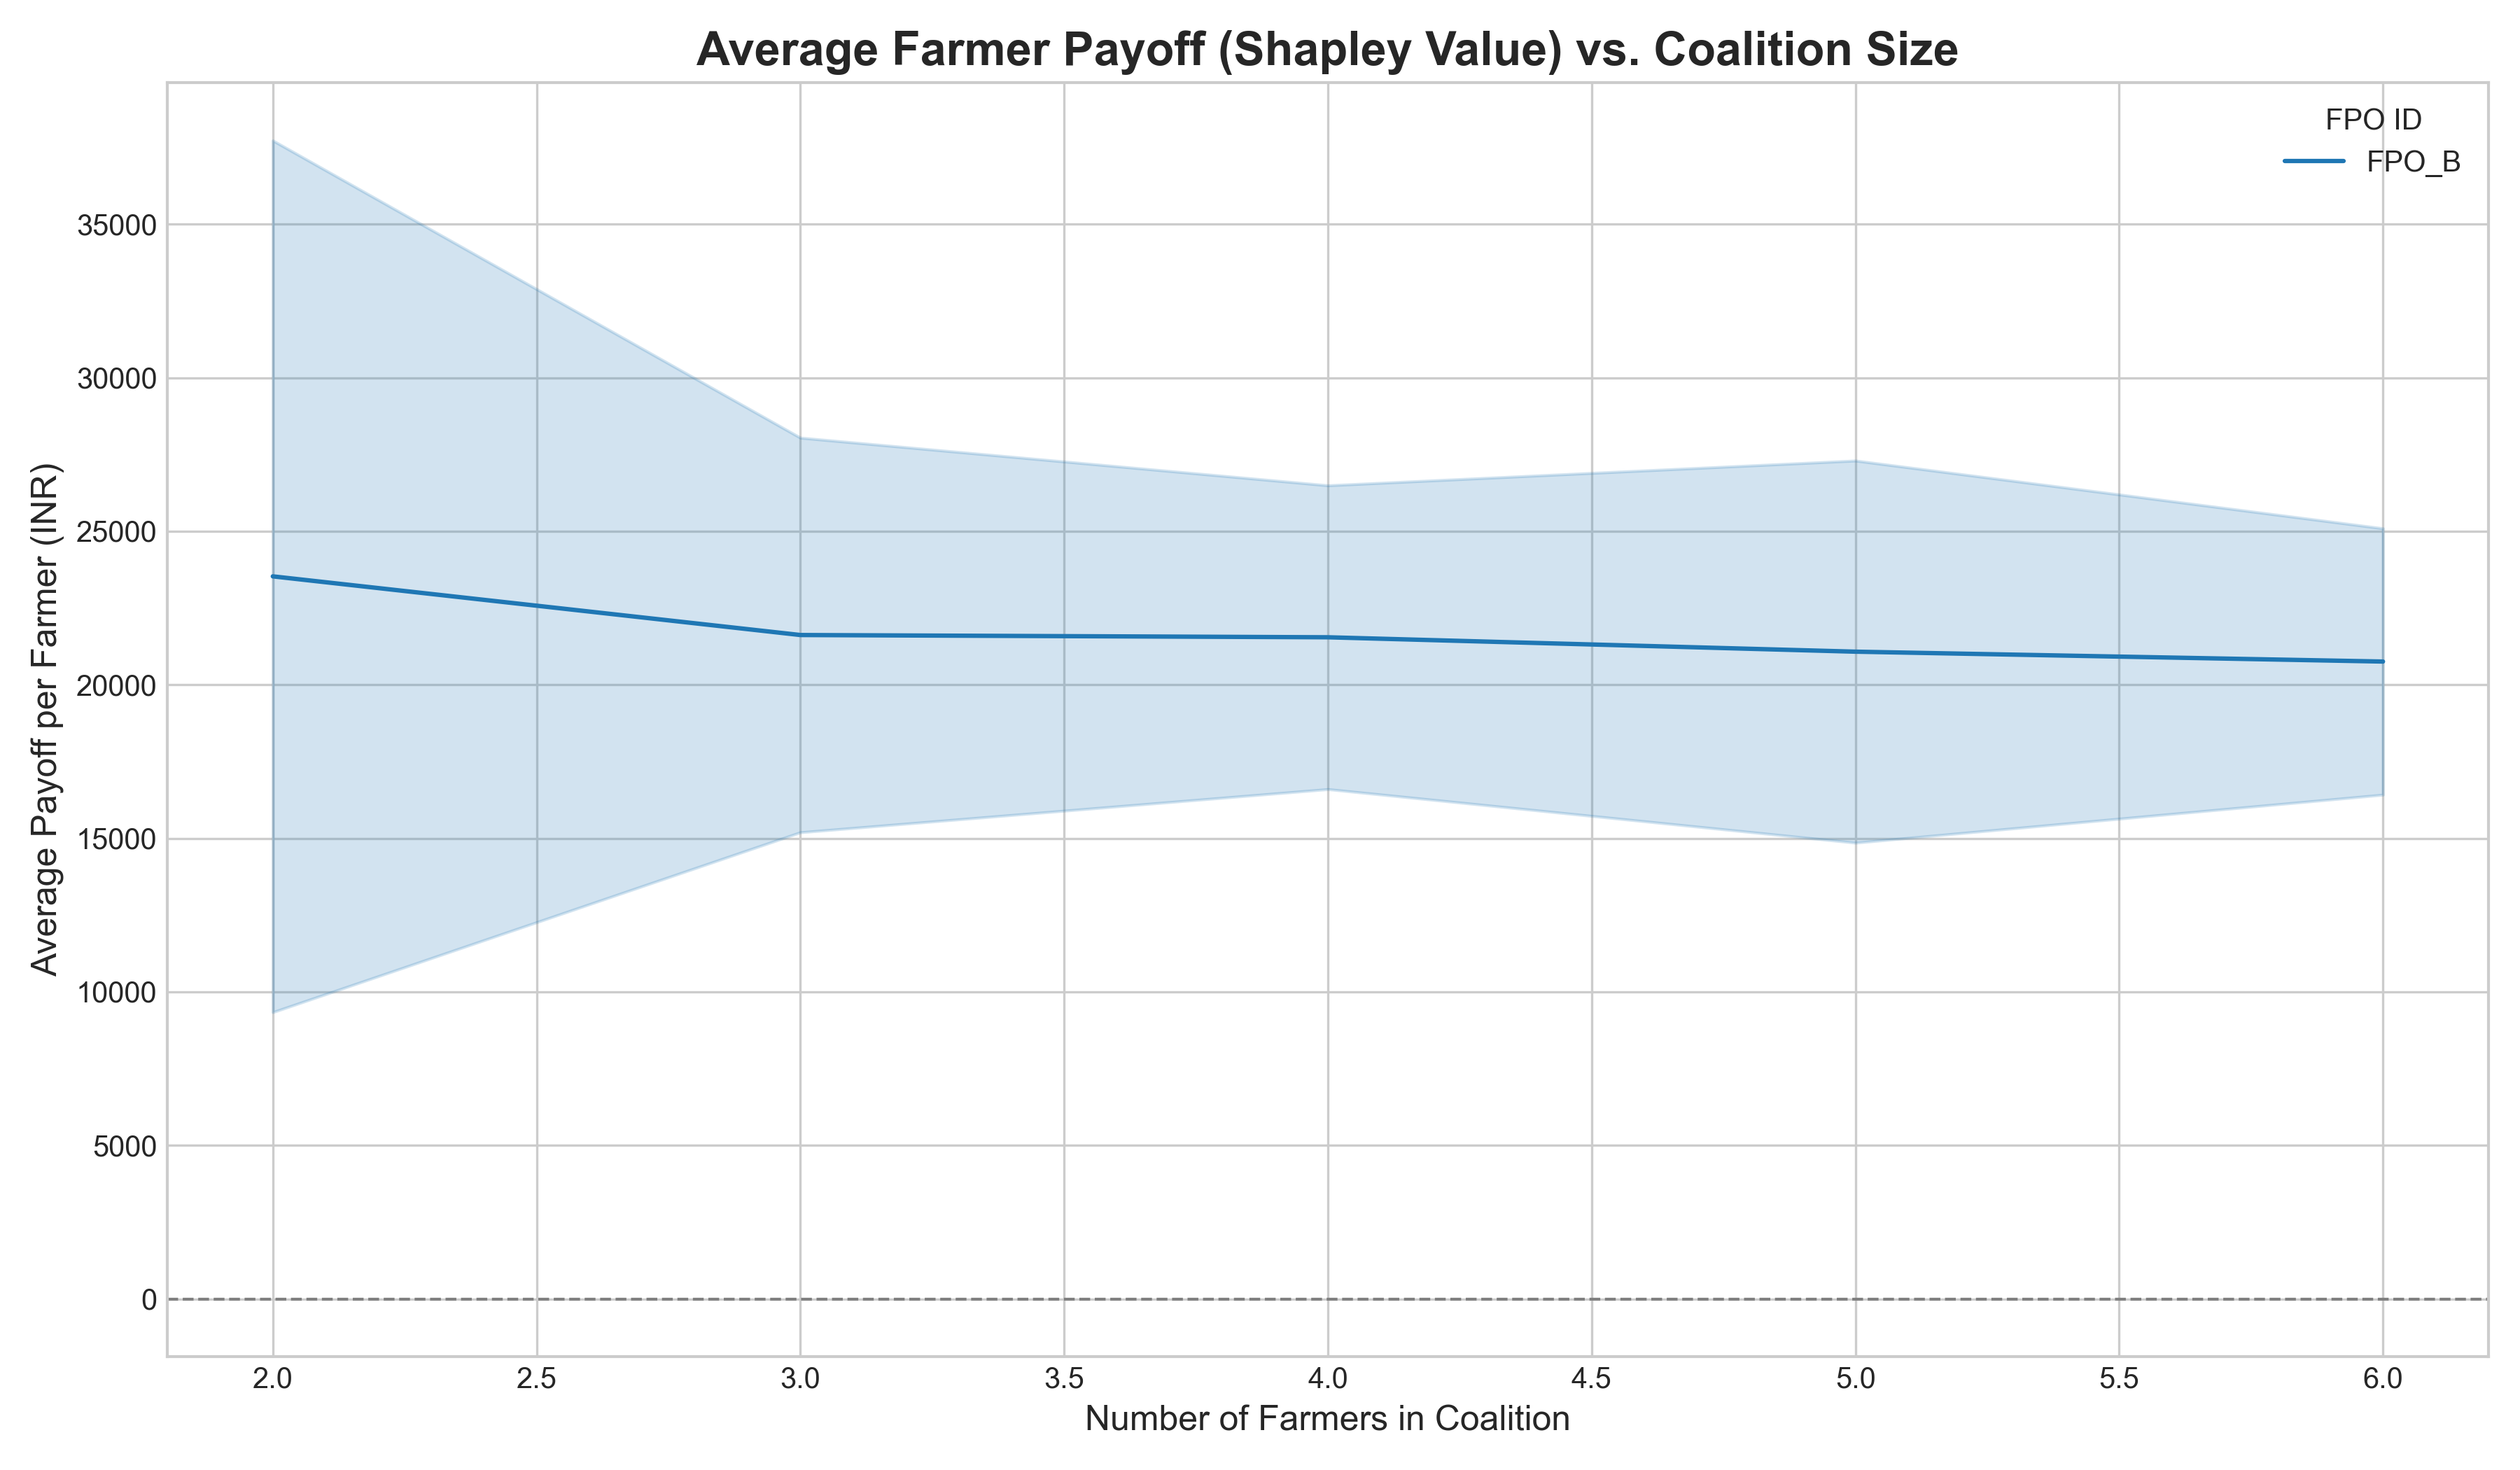 Average Farmer Payoff (Shapley Value) vs. Coalition Size
FPO ID
FPO_B
Average Payoff per Farmer (INR)
35000
30000
25000
20000
15000
10000
5000
0
2.0 2.5 3.0 3.5 4.0 4.5 5.0 5.5 6.0
Number of Farmers in Coalition